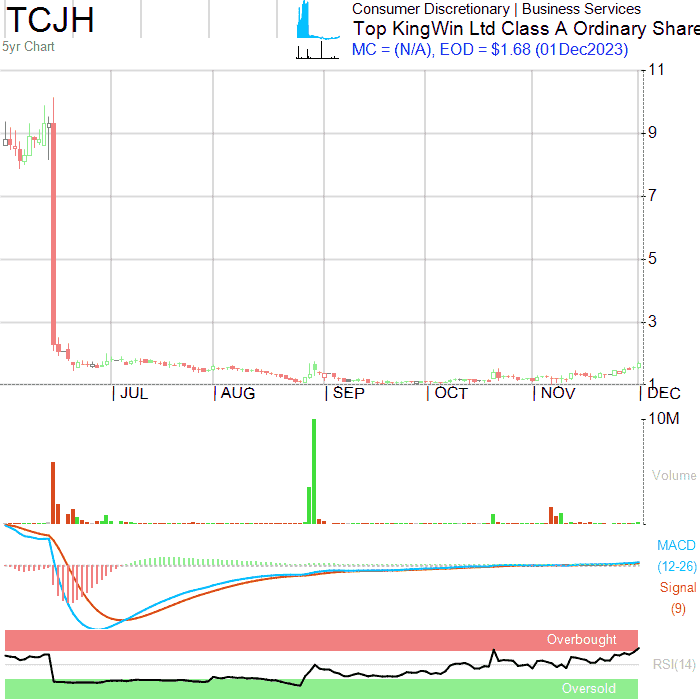 TCJH
5yr Chart
Consumer Discretionary | Business Services
Top KingWin Ltd Class A Ordinary Share
MC = (N/A), EOD = $1.68 (01Dec2023)
11
9
7
5
3
1
JUL AUG SEP OCT NOV DEC
10M
Volume
MACD
(12-26)
Signal
(9)
Overbought
RSI(14)
Oversold